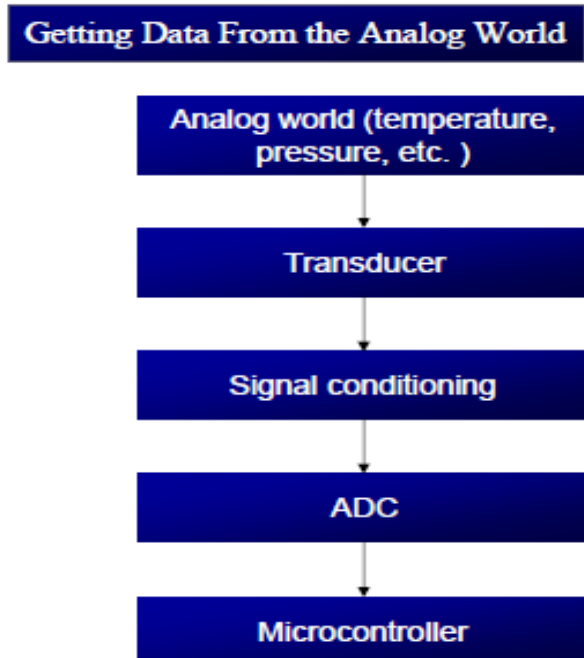 Getting Data From the Analog World
Analog world (temperature,
pressure, etc. )
Transducer
Signal conditioning
ADC
Microcontroller